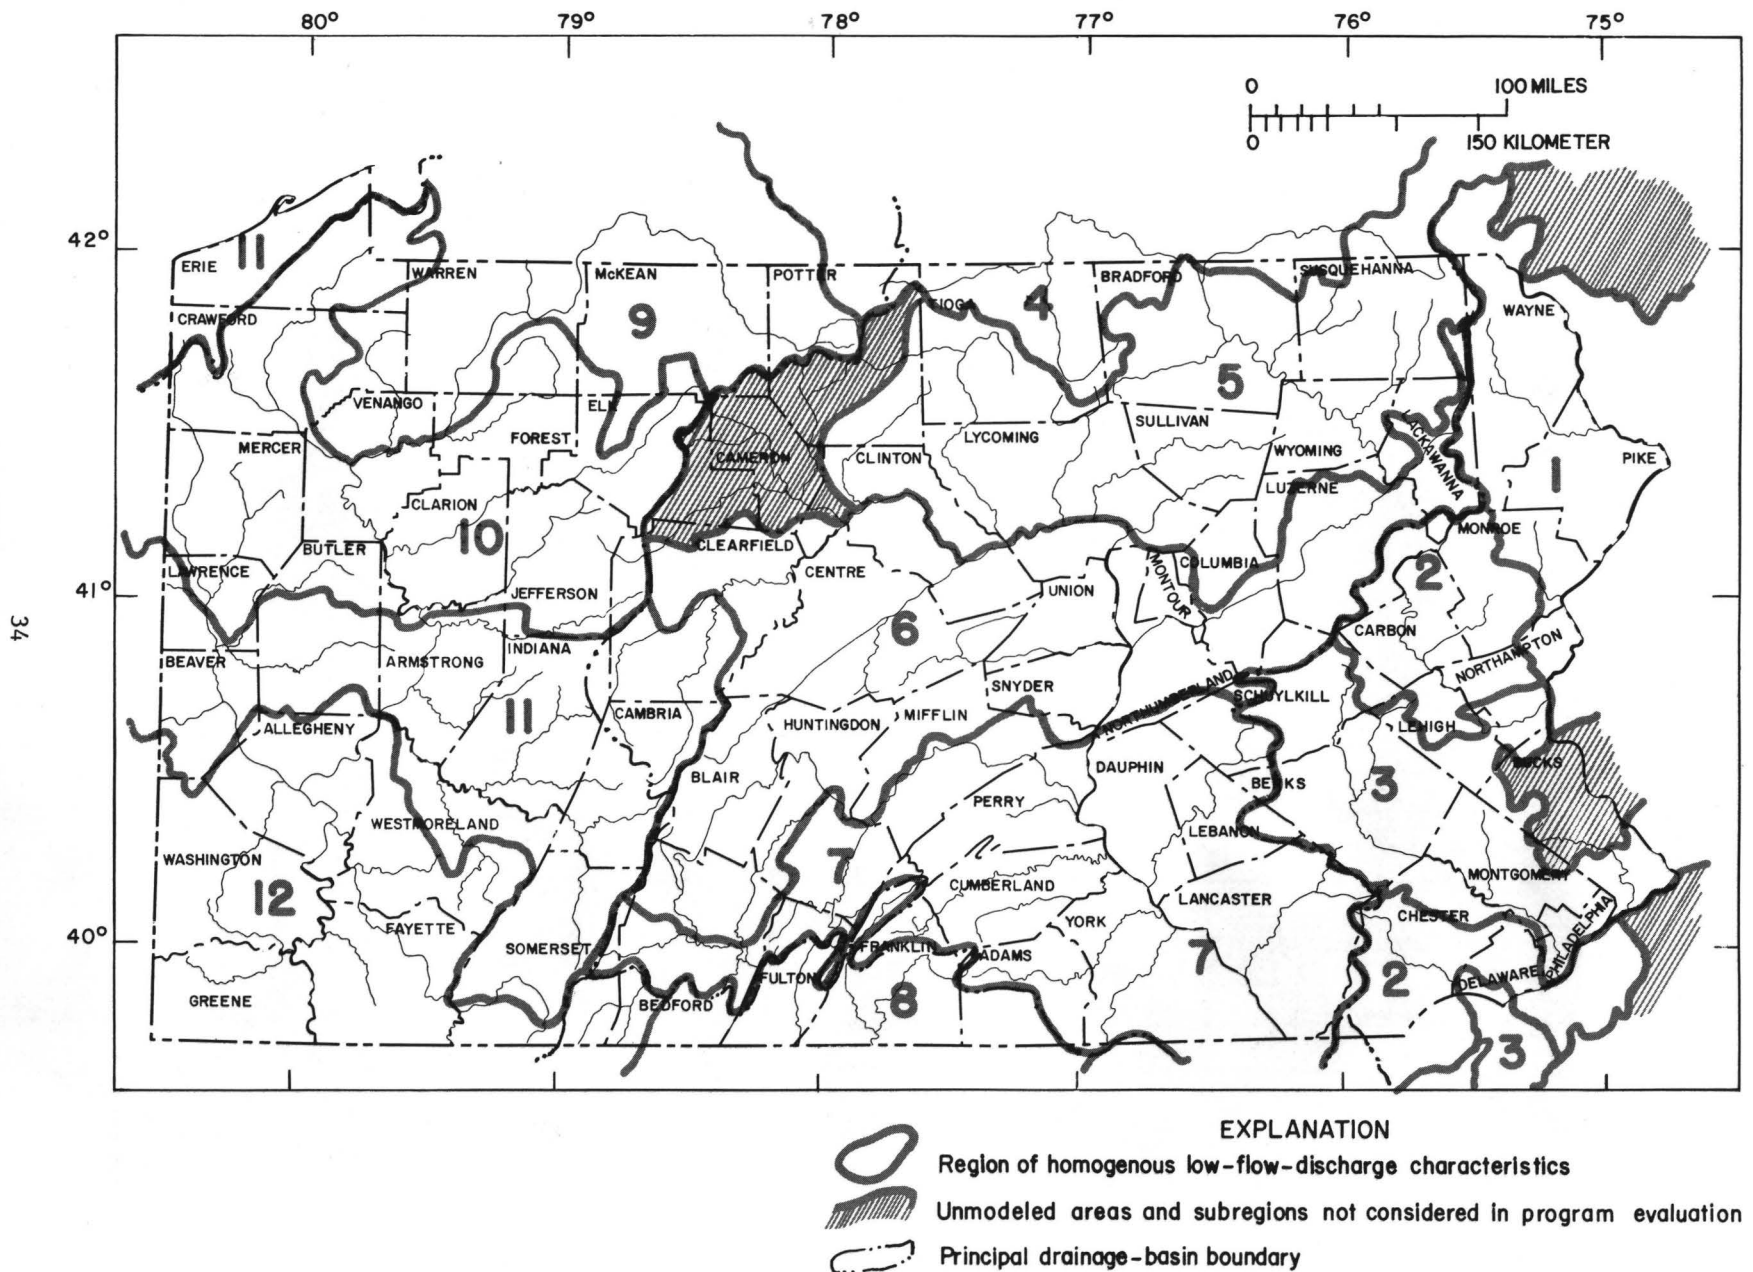 80° 79° 78° 77° 76° 75°
0 100 MILES
0 150 KILOMETER
42°
11
ERIE WARREN McKEAN POTTER TIOGA BRADFORD SUSQUEHANNA
CRAWFORD 9 4 WAYNE
5
VENANGO ELK SULLIVAN
MERCER FOREST LYCOMING WYOMING LACKAWANNA
CAMERON CLINTON PIKE
CLARION LUZERNE 1
10 MONROE
BUTLER CLEARFIELD
LAWRENCE CENTRE COLUMBIA 2
41° JEFFERSON UNION MONTOUR
34
6 CARBON
BEAVER ARMSTRONG INDIANA NORTHAMPTON
SNYDER NORTHUMBERLAND SCHUYLKILL
ALLEGHENY 11 CAMBRIA HUNTINGDON MIFFLIN LEHIGH
BLAIR DAUPHIN BUCKS
PERRY BERKS 3
WESTMORELAND LEBANON
WASHINGTON 7 MONTGOMERY
12 CUMBERLAND LANCASTER
FAYETTE YORK CHESTER PHILADELPHIA
40° SOMERSET FRANKLIN ADAMS 7
FULTON 2 DELAWARE
GREENE BEDFORD 8
3
EXPLANATION
Region of homogenous low-flow-discharge characteristics
Unmodeled areas and subregions not considered in program evaluation
Principal drainage-basin boundary